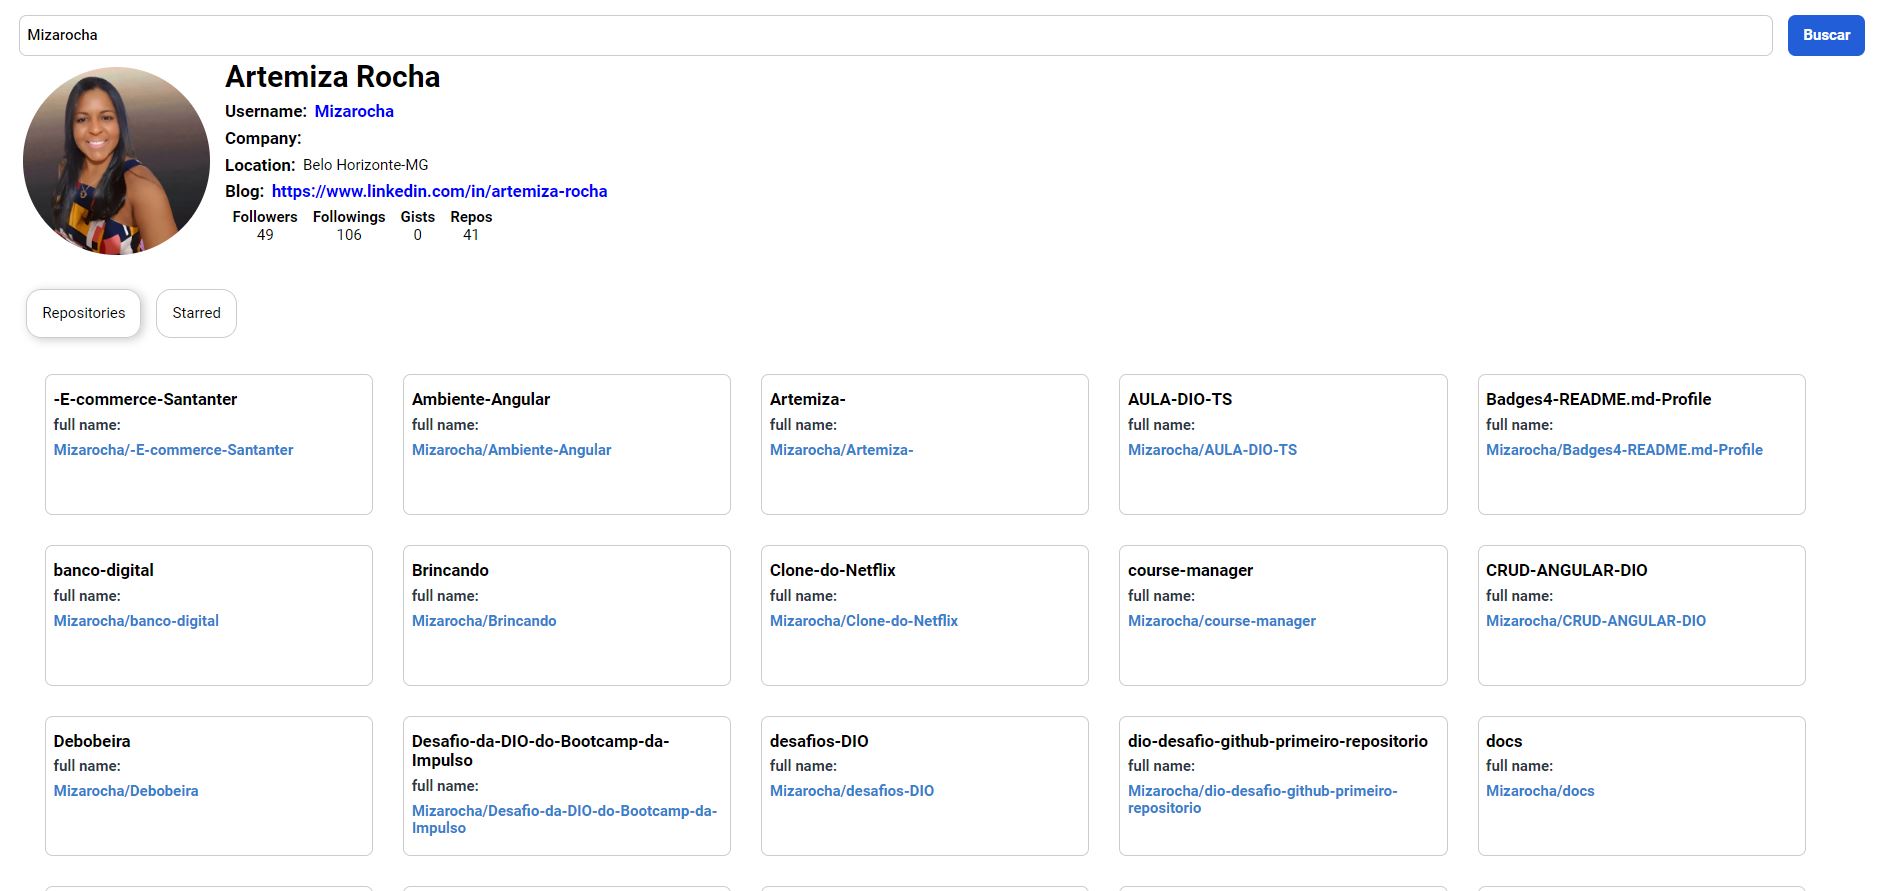 Mizarocha
Buscar
Artemiza Rocha
Username: Mizarocha
Company:
Location: Belo Horizonte-MG
Blog: https://www.linkedin.com/in/artemiza-rocha
Followers Followings Gists Repos
49 106 0 41
Repositories
Starred
-E-commerce-Santanter
full name:
Mizarocha/-E-commerce-Santanter
Ambiente-Angular
full name:
Mizarocha/Ambiente-Angular
Artemiza-
full name:
Mizarocha/Artemiza-
AULA-DIO-TS
full name:
Mizarocha/AULA-DIO-TS
Badges4-README.md-Profile
full name:
Mizarocha/Badges4-README.md-Profile
banco-digital
full name:
Mizarocha/banco-digital
Brincando
full name:
Mizarocha/Brincando
Clone-do-Netflix
full name:
Mizarocha/Clone-do-Netflix
course-manager
full name:
Mizarocha/course-manager
CRUD-ANGULAR-DIO
full name:
Mizarocha/CRUD-ANGULAR-DIO
Debobeira
full name:
Mizarocha/Debobeira
Desafio-da-DIO-do-Bootcamp-da-
Impulso
full name:
Mizarocha/Desafio-da-DIO-do-Bootcamp-da-
Impulso
desafios-DIO
full name:
Mizarocha/desafios-DIO
dio-desafio-github-primeiro-repositorio
full name:
Mizarocha/dio-desafio-github-primeiro-
repositorio
docs
full name:
Mizarocha/docs